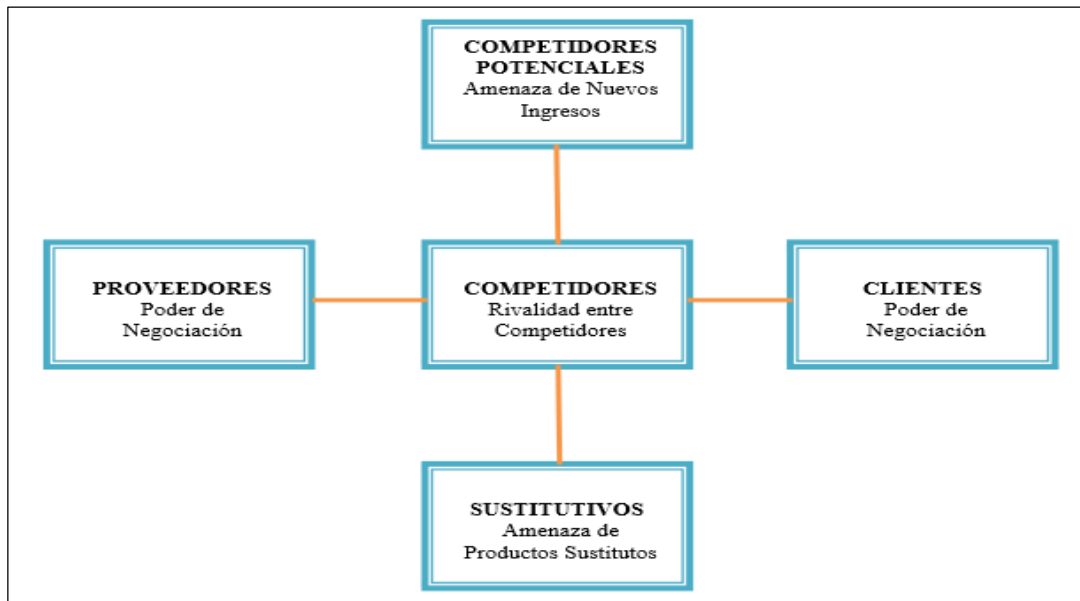 COMPETIDORES
POTENCIALES
Amenaza de Nuevos
Ingresos
PROVEEDORES
Poder de
Negociación
COMPETIDORES
Rivalidad entre
Competidores
CLIENTES
Poder de
Negociación
SUSTITUTIVOS
Amenaza de
Productos Sustitutos